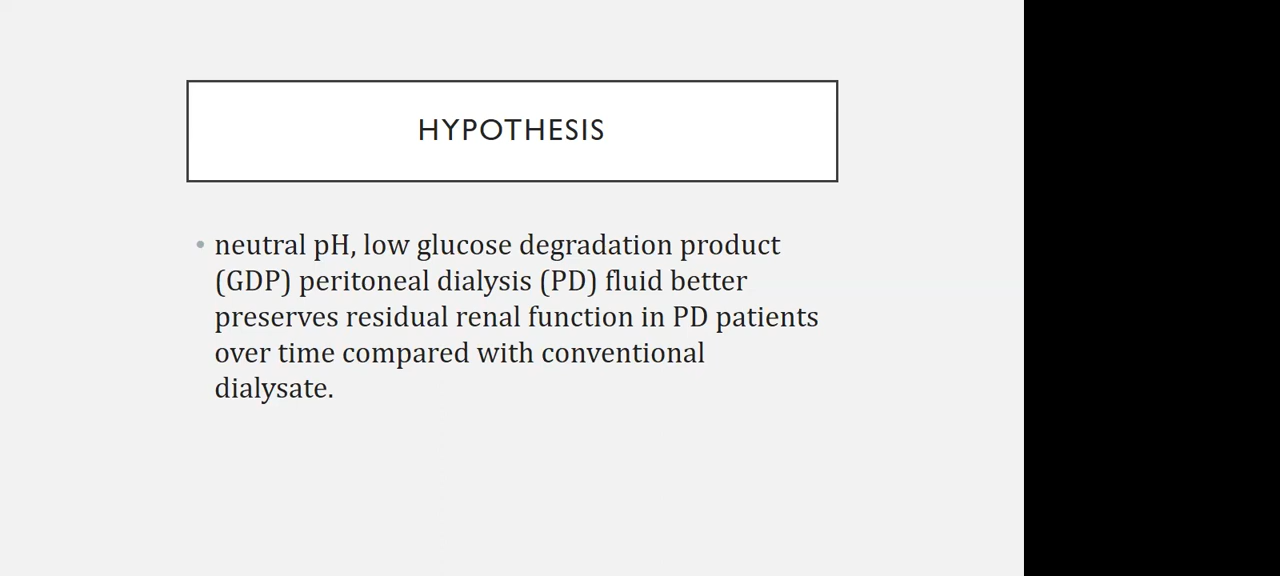 HYPOTHESIS
• neutral pH, low glucose degradation product
(GDP) peritoneal dialysis (PD) fluid better
preserves residual renal function in PD patients
over time compared with conventional
dialysate.